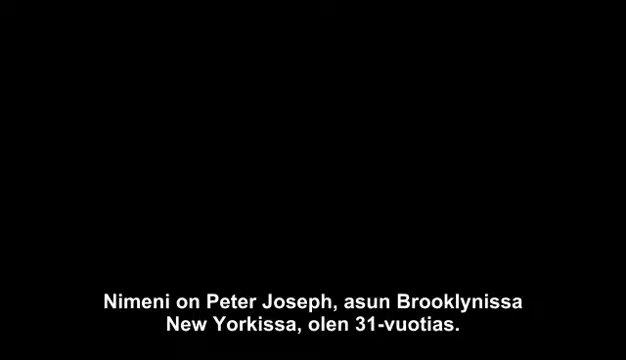 Nimeni on Peter Joseph, asun Brooklynissa
New Yorkissa, olen 31-vuotias.